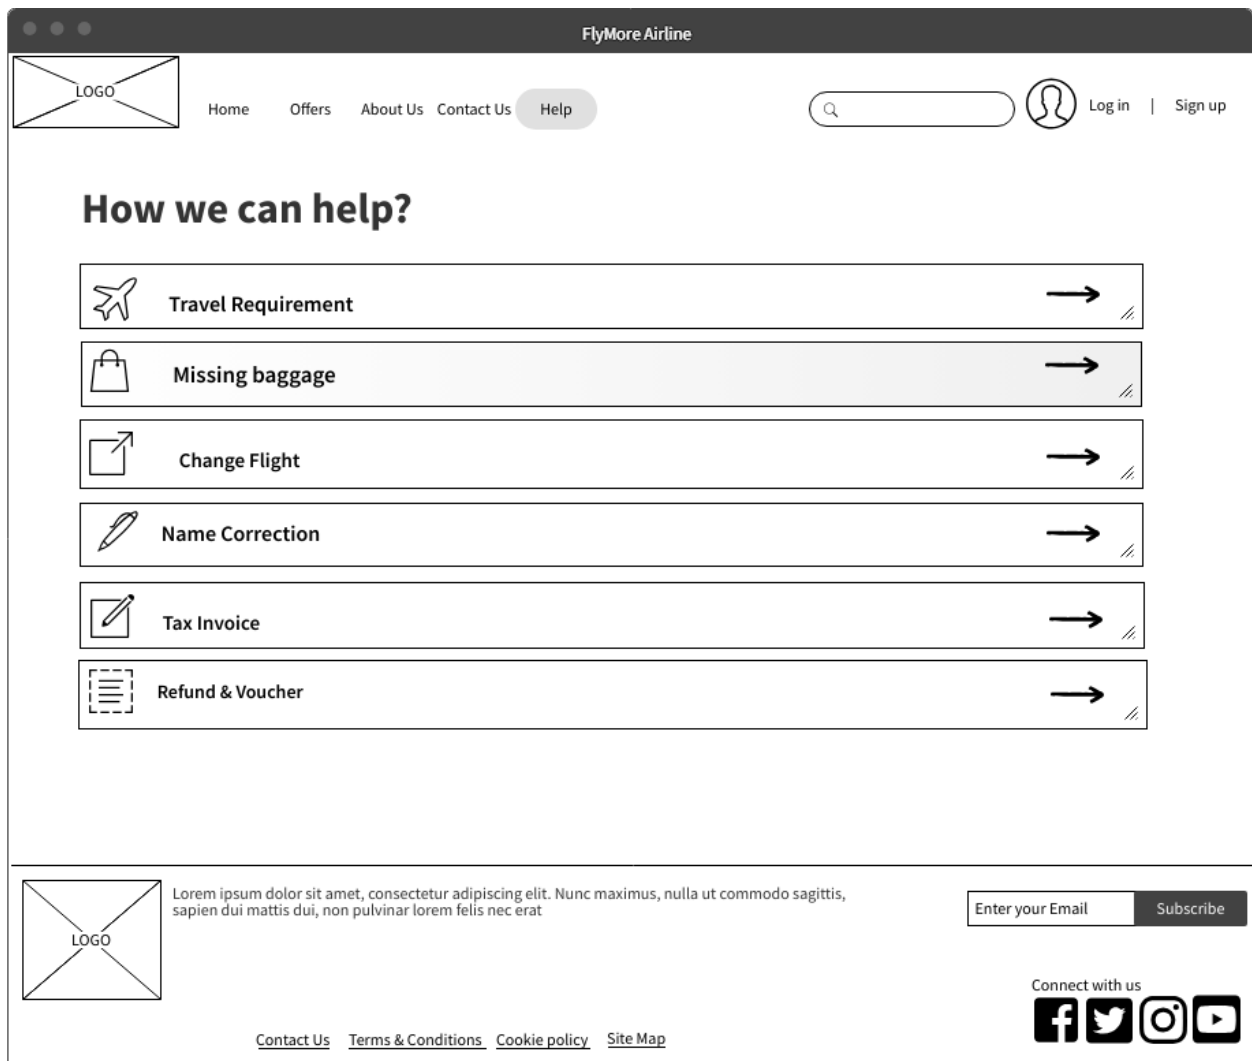 FlyMore Airline
LOGO
Home Offers About Us Contact Us Help
Log in | Sign up
How we can help?
Travel Requirement
Missing baggage
Change Flight
Name Correction
Tax Invoice
Refund & Voucher
LOGO
Lorem ipsum dolor sit amet, consectetur adipiscing elit. Nunc maximus, nulla ut commodo sagittis,
sapien dui mattis dui, non pulvinar lorem felis nec erat
Enter your Email Subscribe
Connect with us
Contact Us Terms & Conditions Cookie policy Site Map